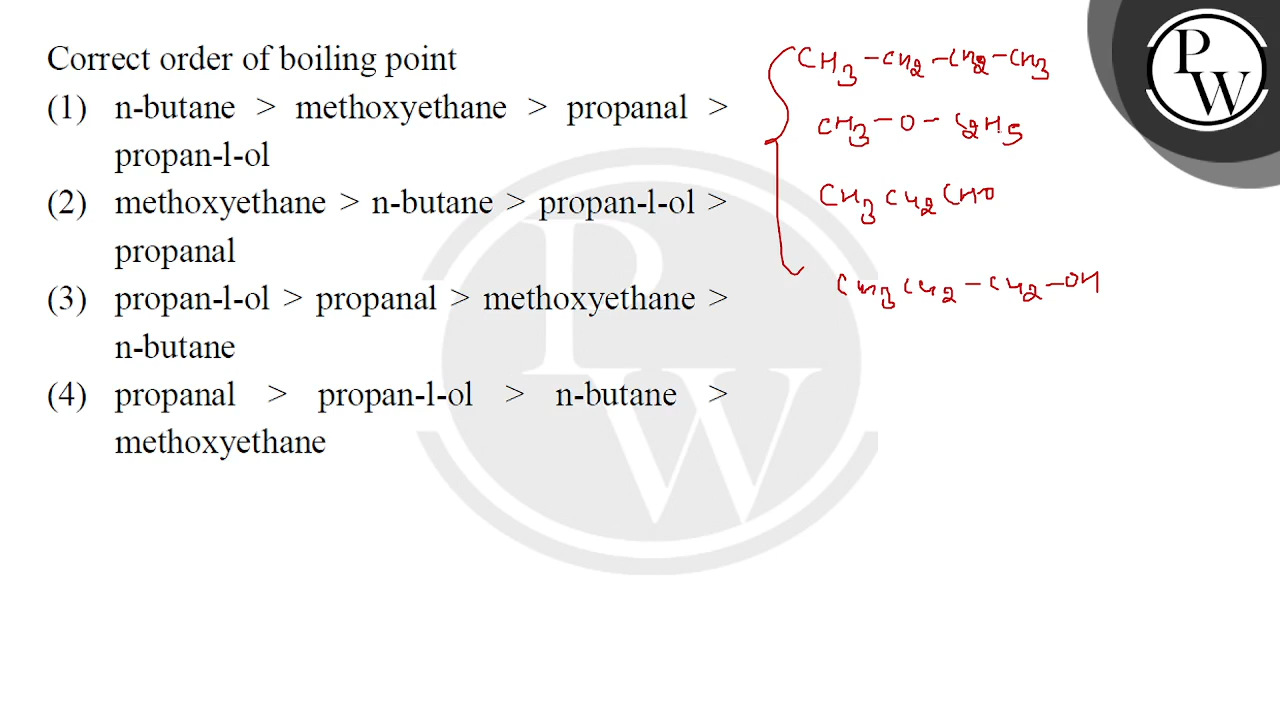 Correct order of boiling point
(1) n-butane > methoxyethane > propanal >
propan-l-ol
(2) methoxyethane > n-butane > propan-l-ol >
propanal
(3) propan-l-ol > propanal > methoxyethane >
n-butane
(4) propanal > propan-l-ol > n-butane >
methoxyethane
CH3-CH2-CH2-CH3
CH3-O-C2H5
CH3CH2CHO
CH3CH2-CH2-OH
P
W
P
W